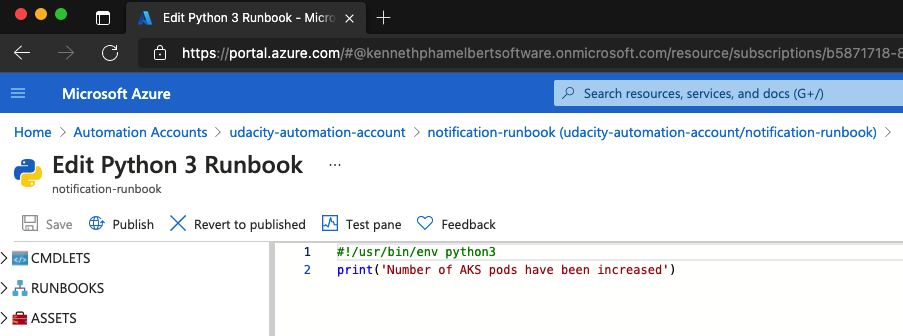 Edit Python 3 Runbook - Micro
https://portal.azure.com/#@kennethphamelbertsoftware.onmicrosoft.com/resource/subscriptions/b5871718-8
Microsoft Azure
Search resources, services, and docs (G+/)
Home > Automation Accounts > udacity-automation-account > notification-runbook (udacity-automation-account/notification-runbook) >
Edit Python 3 Runbook ...
notification-runbook
Save Publish Revert to published Test pane Feedback
> CMDLETS
> RUNBOOKS
> ASSETS
1 #!/usr/bin/env python3
2 print('Number of AKS pods have been increased')